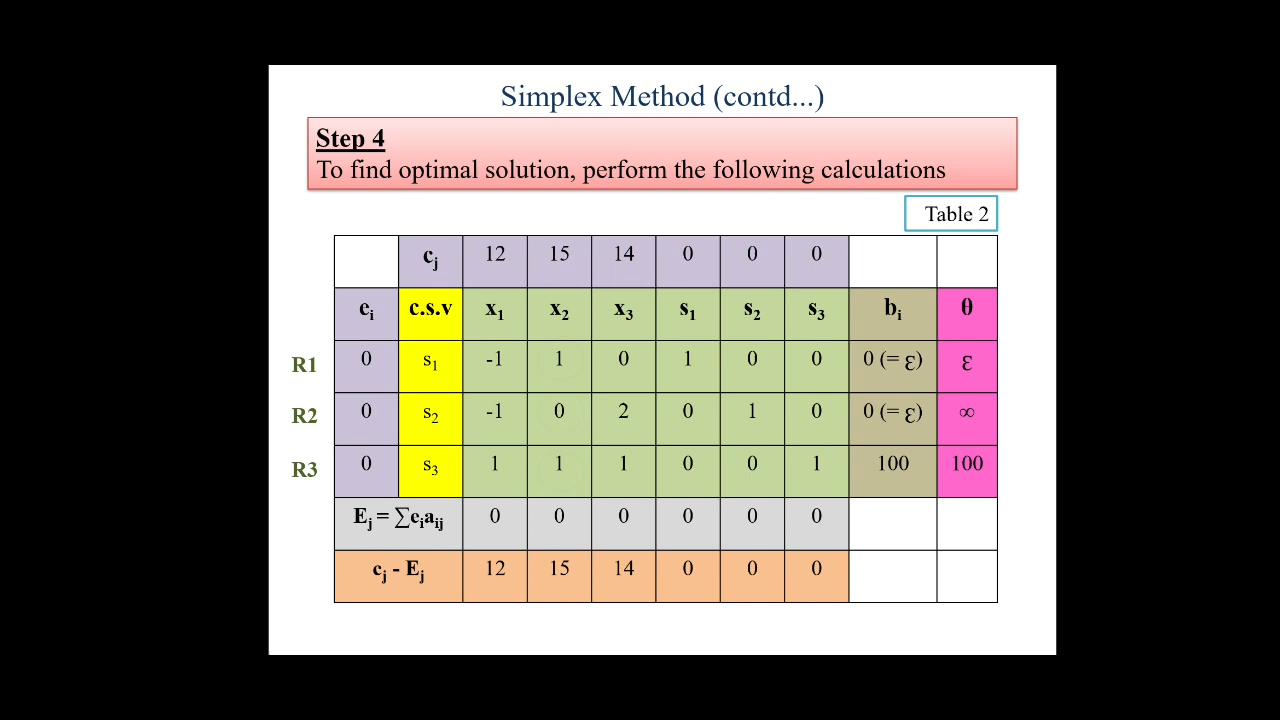 Simplex Method (contd...)
Step 4
To find optimal solution, perform the following calculations
Table 2
cj 12 15 14 0 0 0
ei c.s.v x1 x2 x3 s1 s2 s3 bi θ
R1 0 s1 -1 1 0 1 0 0 0 (= ε) ε
R2 0 s2 -1 0 2 0 1 0 0 (= ε) ∞
R3 0 s3 1 1 1 0 0 1 100 100
Ej = ∑eiaij 0 0 0 0 0 0
cj - Ej 12 15 14 0 0 0